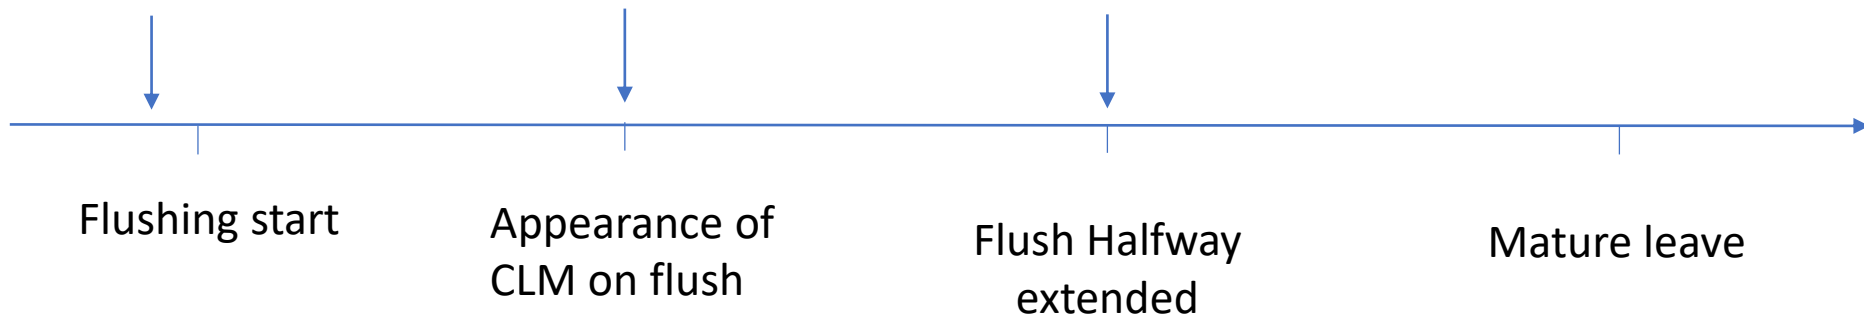 Flushing start
Appearance of
CLM on flush
Flush Halfway
extended
Mature leave